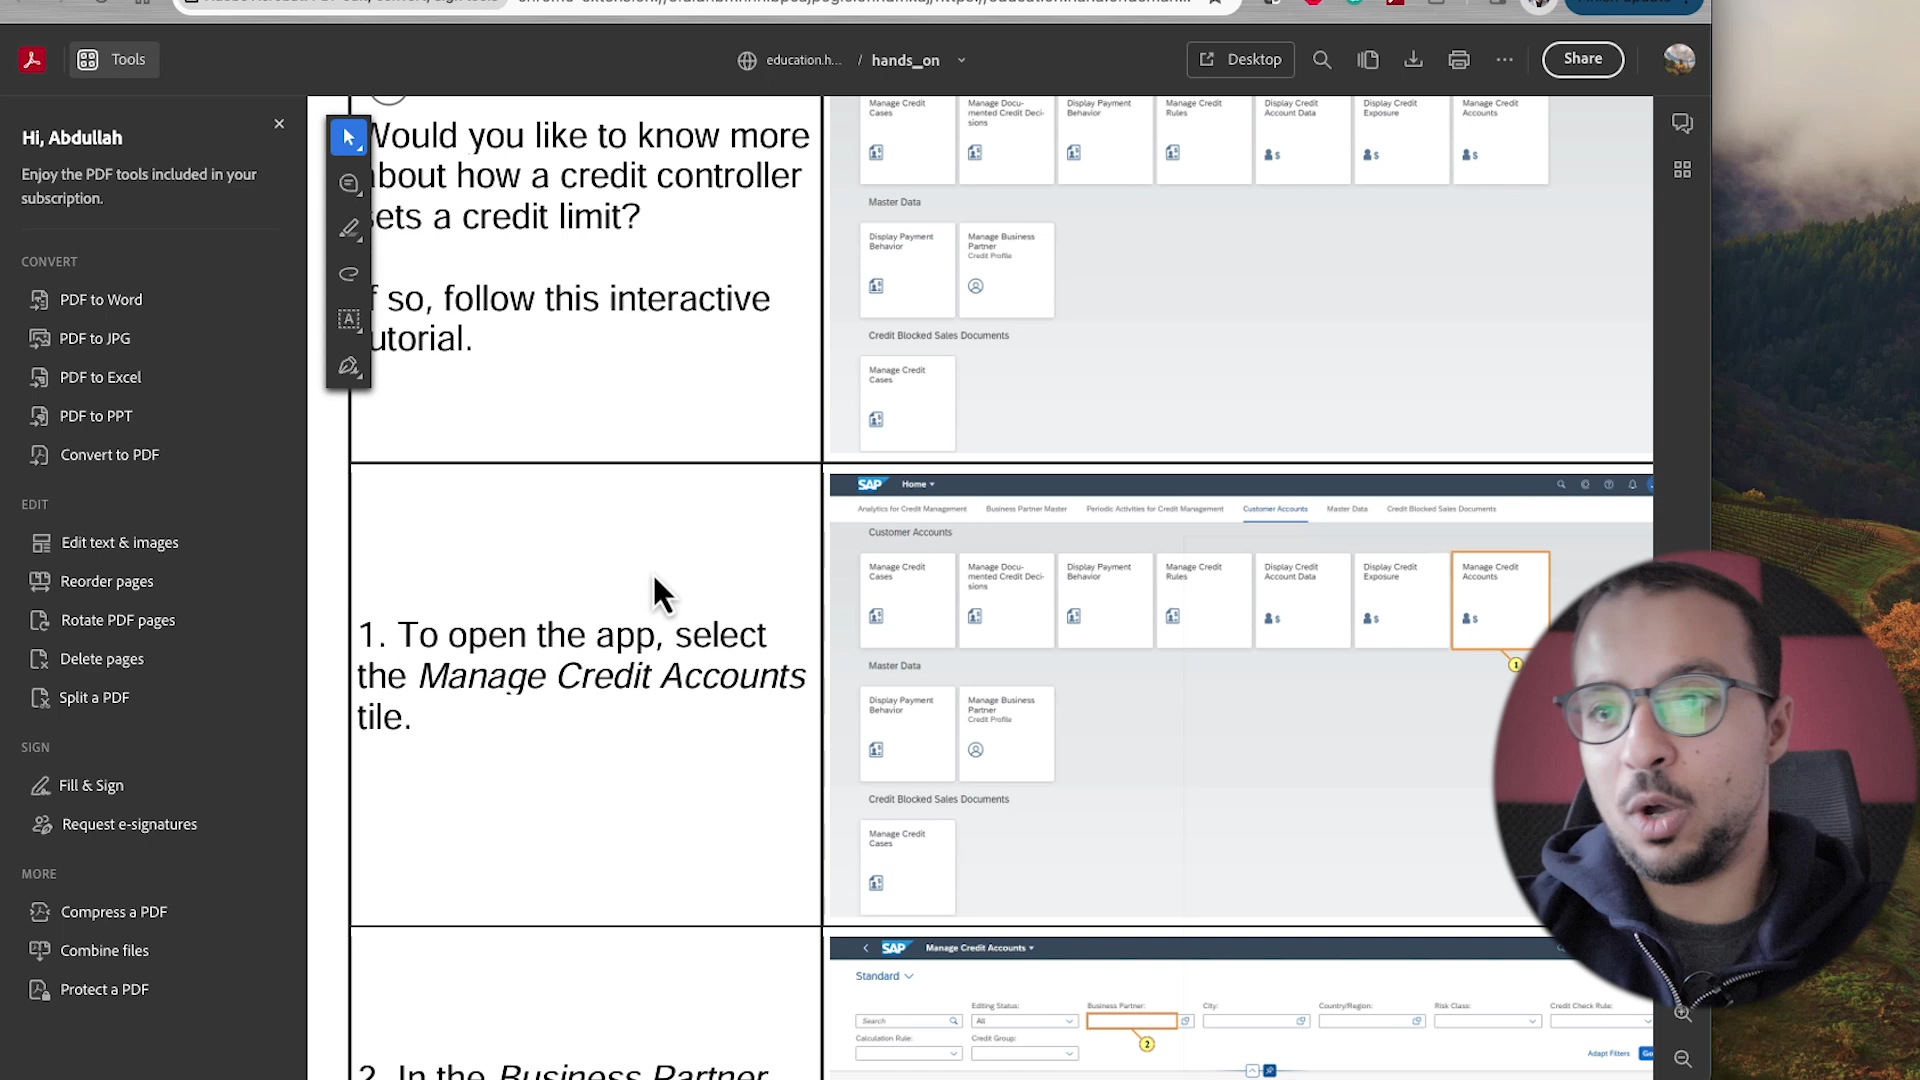 Tools
education.h...
/ hands_on
Desktop
Share
Hi, Abdullah
Enjoy the PDF tools included in your
subscription.
CONVERT
PDF to Word
PDF to JPG
PDF to Excel
PDF to PPT
Convert to PDF
EDIT
Edit text & images
Reorder pages
Rotate PDF pages
Delete pages
Split a PDF
SIGN
Fill & Sign
Request e-signatures
MORE
Compress a PDF
Combine files
Protect a PDF
Would you like to know more
about how a credit controller
sets a credit limit?
If so, follow this interactive
tutorial.
Manage Credit
Cases
Manage Docu-
mented Credit Deci-
sions
Display Payment
Behavior
Manage Credit
Rules
Display Credit
Account Data
Display Credit
Exposure
Manage Credit
Accounts
Master Data
Display Payment
Behavior
Manage Business
Partner
Credit Profile
Credit Blocked Sales Documents
Manage Credit
Cases
1. To open the app, select
the Manage Credit Accounts
tile.
SAP Home
Analytics for Credit Management Business Partner Master Periodic Activities for Credit Management Customer Accounts Master Data Credit Blocked Sales Documents
Customer Accounts
Manage Credit
Cases
Manage Docu-
mented Credit Deci-
sions
Display Payment
Behavior
Manage Credit
Rules
Display Credit
Account Data
Display Credit
Exposure
Manage Credit
Accounts
1
Master Data
Display Payment
Behavior
Manage Business
Partner
Credit Profile
Credit Blocked Sales Documents
Manage Credit
Cases
2. In the Business Partner
SAP Manage Credit Accounts
Standard
Editing Status: Business Partner: City: Country/Region: Risk Class: Credit Check Rule:
Search All
2
Calculation Rule: Credit Group:
Adapt Filters Go